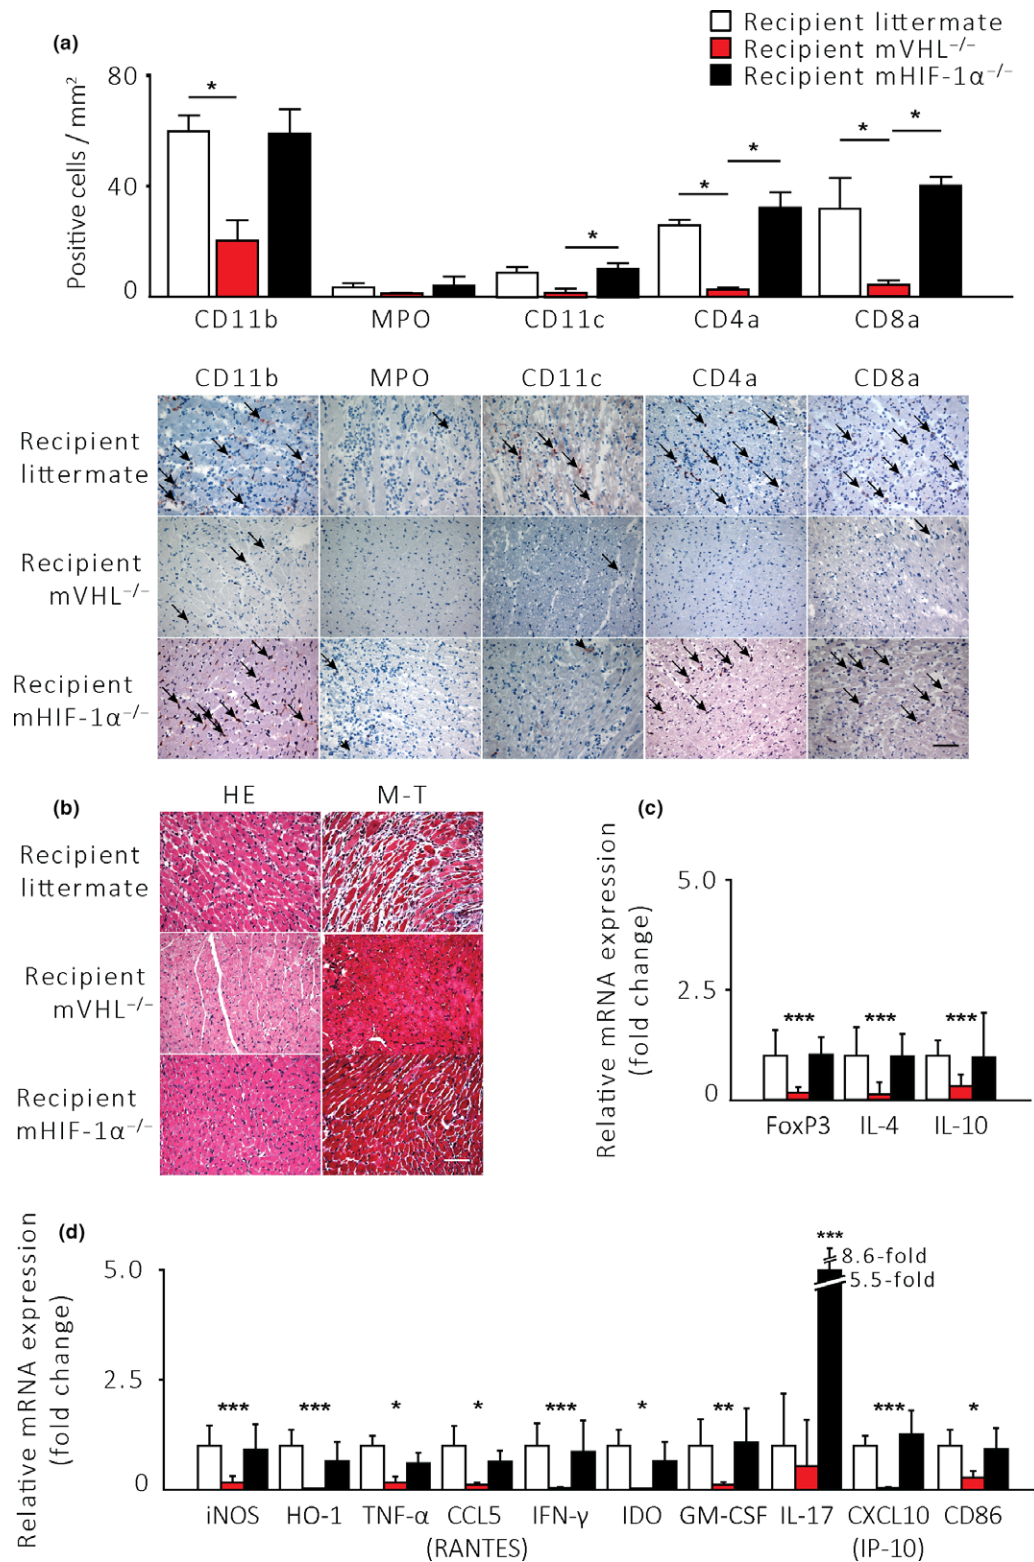 (a)
Recipient littermate
Recipient mVHL⁻/⁻
Recipient mHIF-1α⁻/⁻
Positive cells / mm²
80
40
0
*
*
*
*
*
*
CD11b MPO CD11c CD4a CD8a
CD11b MPO CD11c CD4a CD8a
Recipient
littermate
Recipient
mVHL⁻/⁻
Recipient
mHIF-1α⁻/⁻
(b)
HE M-T
Recipient
littermate
Recipient
mVHL⁻/⁻
Recipient
mHIF-1α⁻/⁻
(c)
Relative mRNA expression
(fold change)
5.0
2.5
0
*** *** ***
FoxP3 IL-4 IL-10
(d)
Relative mRNA expression
(fold change)
5.0
2.5
0
***
8.6-fold
5.5-fold
*** *** * * *** * ** *** *
iNOS HO-1 TNF-α CCL5 IFN-γ IDO GM-CSF IL-17 CXCL10 CD86
(RANTES) (IP-10)